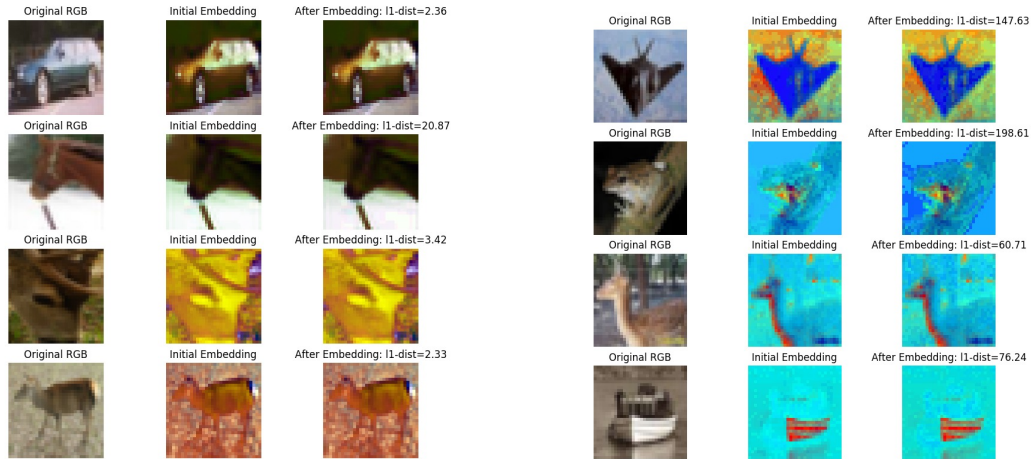 Original RGB Initial Embedding After Embedding: l1-dist=2.36
Original RGB Initial Embedding After Embedding: l1-dist=20.87
Original RGB Initial Embedding After Embedding: l1-dist=3.42
Original RGB Initial Embedding After Embedding: l1-dist=2.33
Original RGB Initial Embedding After Embedding: l1-dist=147.63
Original RGB Initial Embedding After Embedding: l1-dist=198.61
Original RGB Initial Embedding After Embedding: l1-dist=60.71
Original RGB Initial Embedding After Embedding: l1-dist=76.24